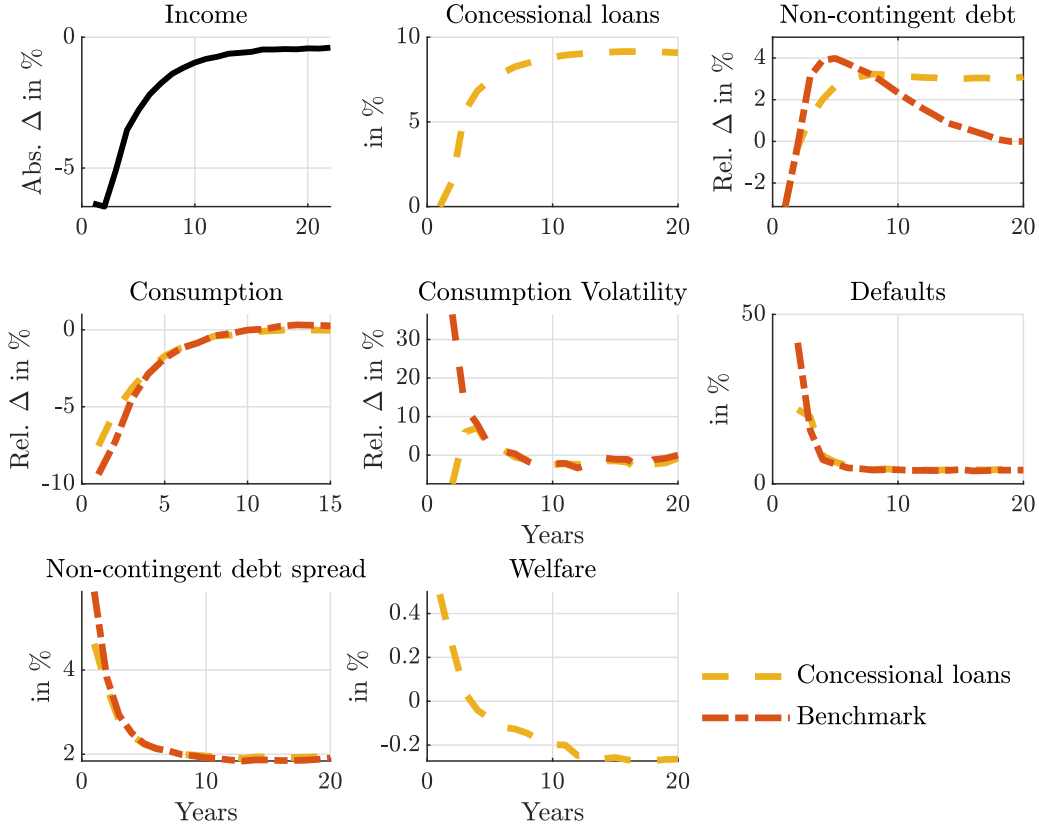 Income
Abs. Δ in %
0
-5
0
10
20
Concessional loans
in %
10
5
0
0
10
20
Non-contingent debt
Rel. Δ in %
4
2
0
-2
0
10
20
Consumption
Rel. Δ in %
0
-5
-10
0
5
10
15
Consumption Volatility
Rel. Δ in %
30
20
10
0
0
10
20
Years
Defaults
in %
50
0
0
10
20
Non-contingent debt spread
in %
4
2
0
10
20
Years
Welfare
in %
0.4
0.2
0
-0.2
0
10
20
Years
Concessional loans
Benchmark